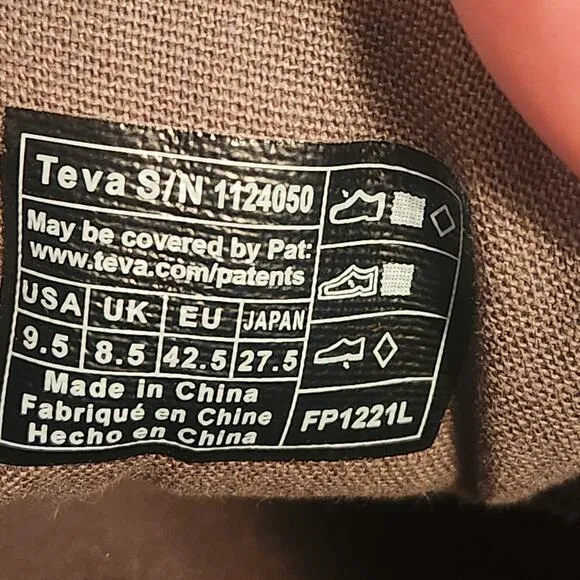 Teva S/N 1124050
May be covered by Pat:
www.teva.com/patents
USA UK EU JAPAN
9.5 8.5 42.5 27.5
Made in China
Fabriqué en Chine
Hecho en China
FP1221L